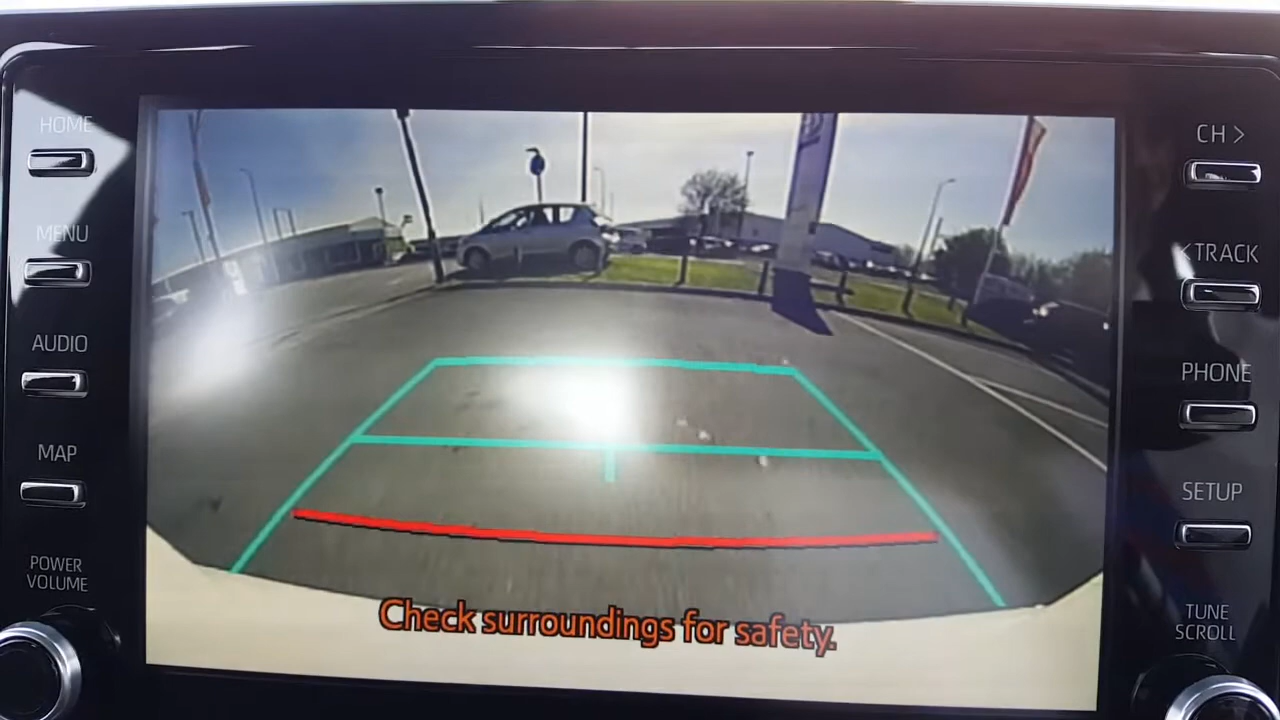 HOME
MENU
AUDIO
MAP
POWER
VOLUME
Check surroundings for safety.
CH >
< TRACK
PHONE
SETUP
TUNE
SCROLL